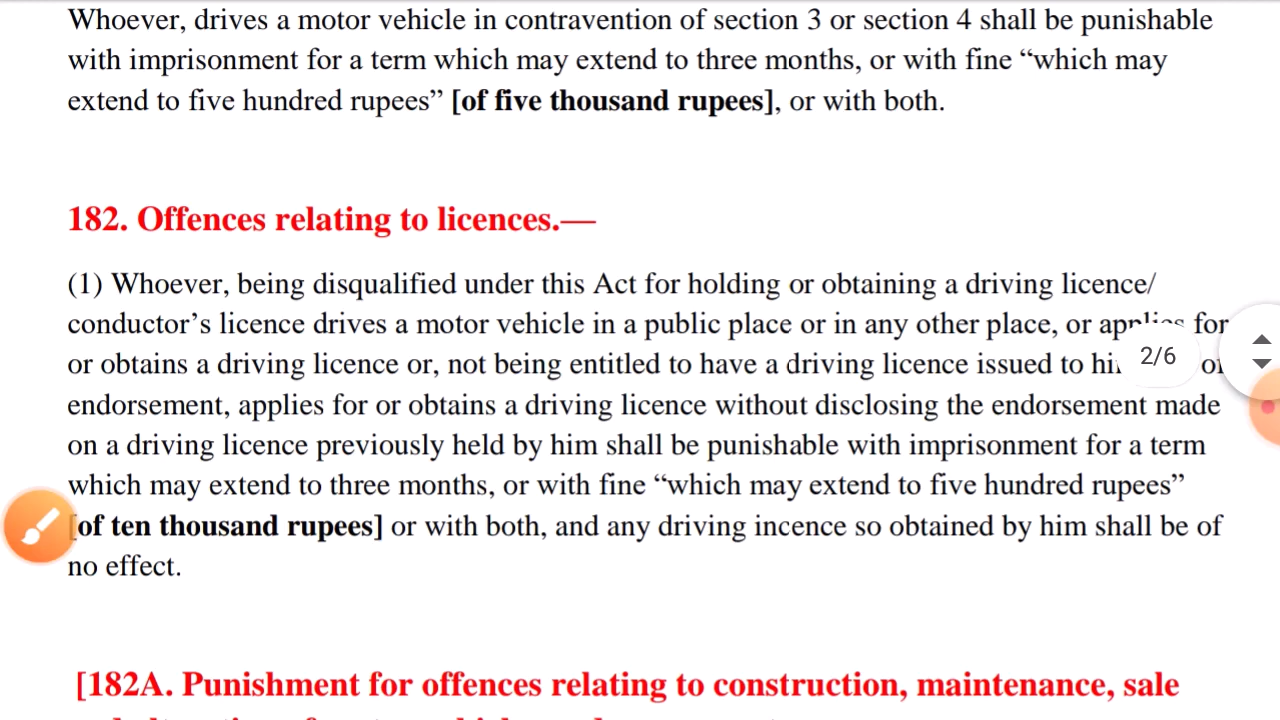 Whoever, drives a motor vehicle in contravention of section 3 or section 4 shall be punishable
with imprisonment for a term which may extend to three months, or with fine “which may
extend to five hundred rupees” [of five thousand rupees], or with both.
182. Offences relating to licences.—
(1) Whoever, being disqualified under this Act for holding or obtaining a driving licence/
conductor’s licence drives a motor vehicle in a public place or in any other place, or applies for
or obtains a driving licence or, not being entitled to have a driving licence issued to
2/6
endorsement, applies for or obtains a driving licence without disclosing the endorsement made
on a driving licence previously held by him shall be punishable with imprisonment for a term
which may extend to three months, or with fine “which may extend to five hundred rupees”
[of ten thousand rupees] or with both, and any driving incence so obtained by him shall be of
no effect.
[182A. Punishment for offences relating to construction, maintenance, sale